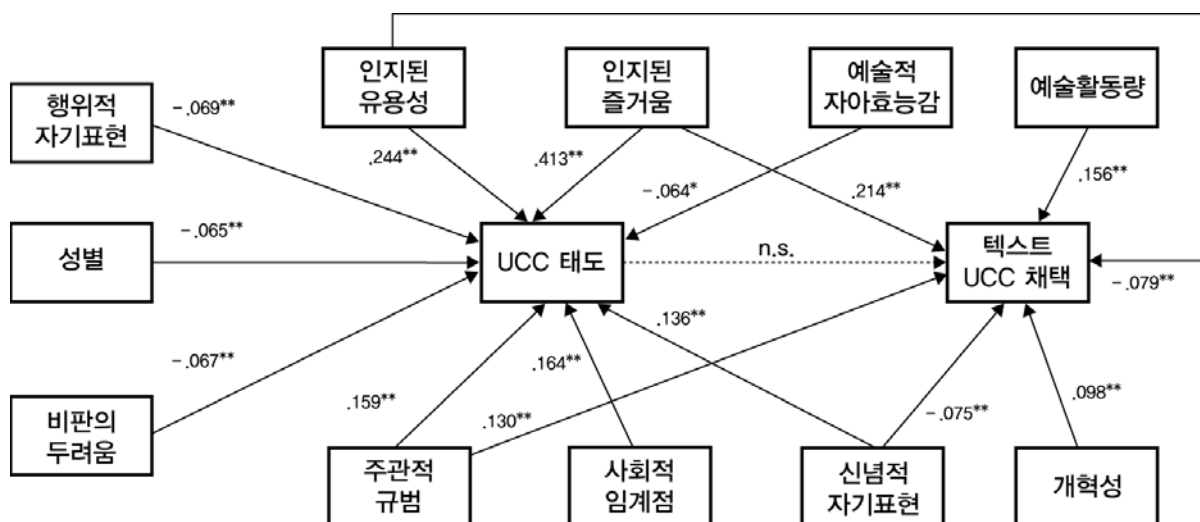 인지된
유용성
인지된
즐거움
예술적
자아효능감
예술활동량
행위적
자기표현
-.069**
.244**
.413**
-.064*
.214**
.156**
성별
-.065**
UCC 태도
n.s.
텍스트
UCC 채택
-.079**
비판의
두려움
-.067**
.159**
.130**
.164**
.136**
-.075**
.098**
주관적
규범
사회적
임계점
신념적
자기표현
개혁성